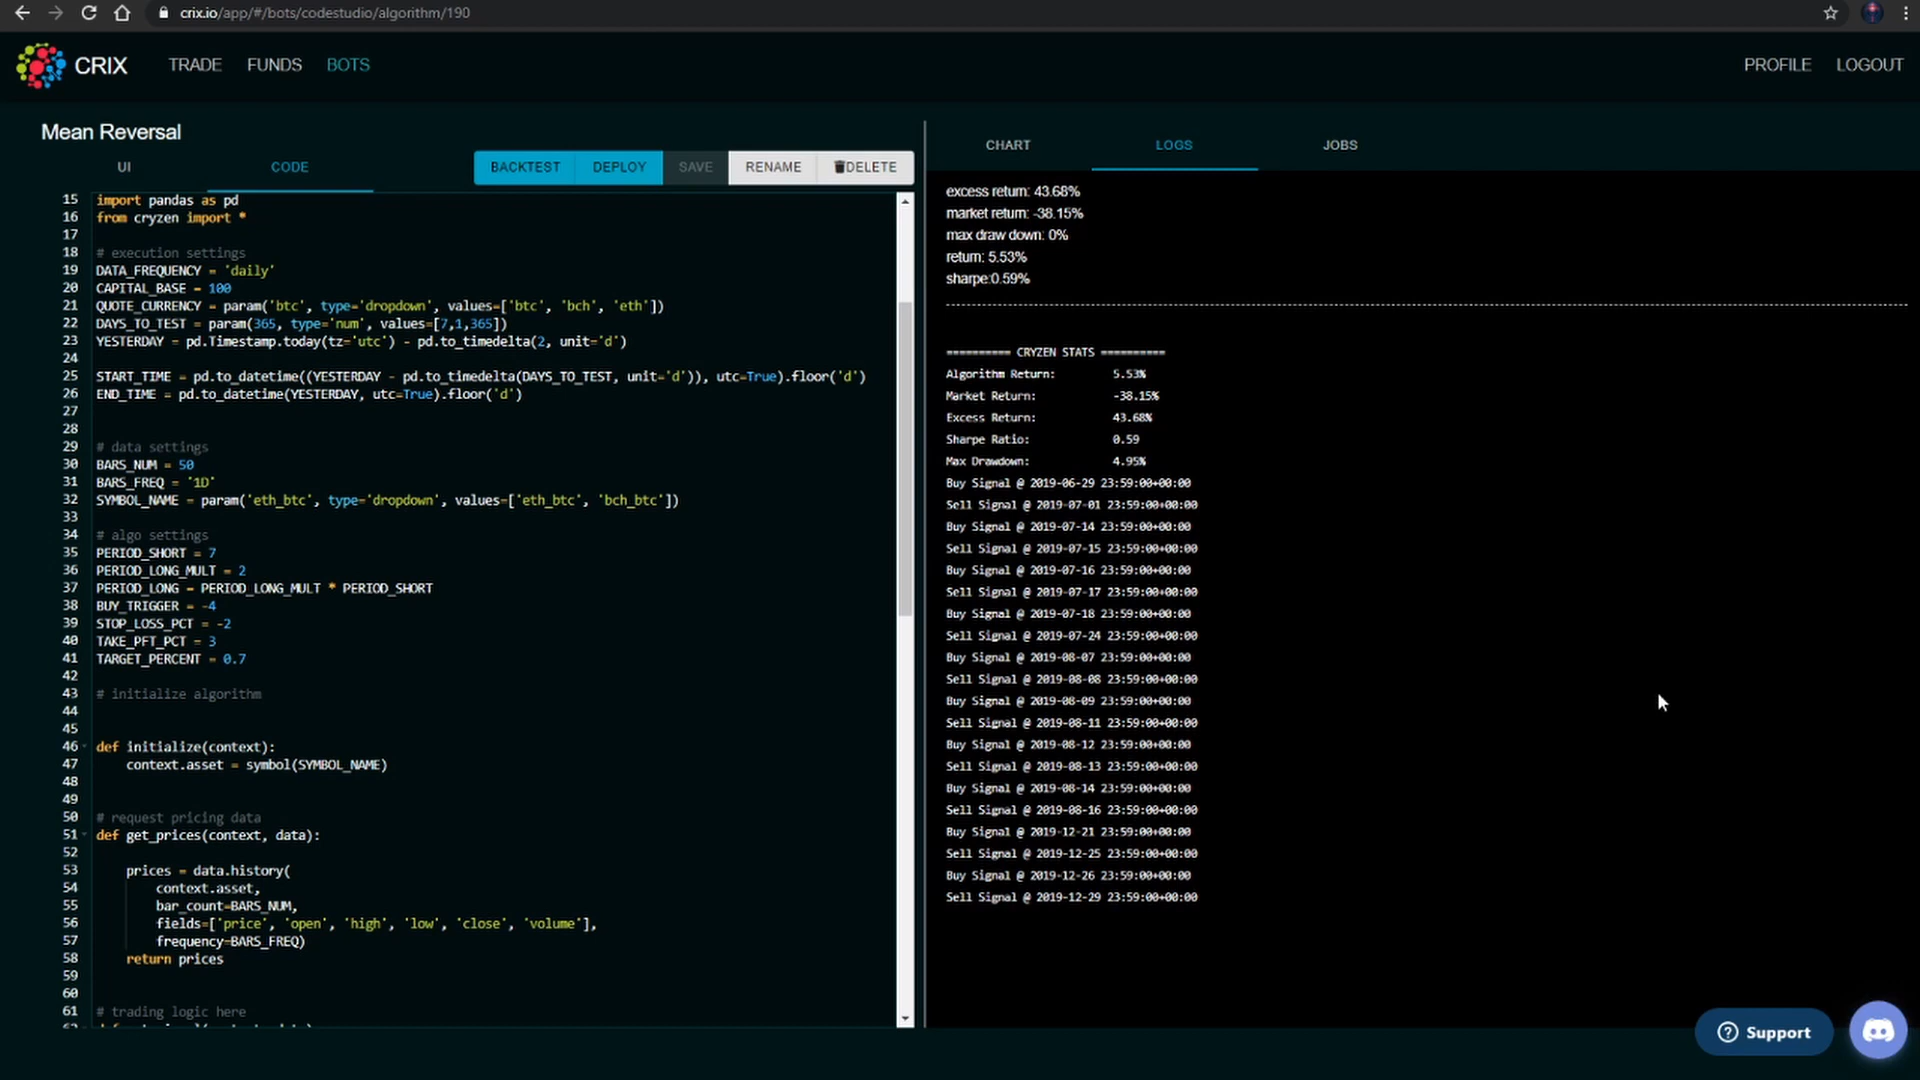 crix.io/app/#/bots/codestudio/algorithm/190
CRIX
TRADE FUNDS BOTS
PROFILE LOGOUT
Mean Reversal
UI CODE BACKTEST DEPLOY SAVE RENAME DELETE
15 import pandas as pd
16 from cryzen import *
17
18 # execution settings
19 DATA_FREQUENCY = 'daily'
20 CAPITAL_BASE = 100
21 QUOTE_CURRENCY = param('btc', type='dropdown', values=['btc', 'bch', 'eth'])
22 DAYS_TO_TEST = param(365, type='num', values=[7,1,365])
23 YESTERDAY = pd.Timestamp.today(tz='utc') - pd.to_timedelta(2, unit='d')
24
25 START_TIME = pd.to_datetime((YESTERDAY - pd.to_timedelta(DAYS_TO_TEST, unit='d')), utc=True).floor('d')
26 END_TIME = pd.to_datetime(YESTERDAY, utc=True).floor('d')
27
28
29 # data settings
30 BARS_NUM = 50
31 BARS_FREQ = '1D'
32 SYMBOL_NAME = param('eth_btc', type='dropdown', values=['eth_btc', 'bch_btc'])
33
34 # algo settings
35 PERIOD_SHORT = 7
36 PERIOD_LONG_MULT = 2
37 PERIOD_LONG = PERIOD_LONG_MULT * PERIOD_SHORT
38 BUY_TRIGGER = -4
39 STOP_LOSS_PCT = -2
40 TAKE_PFT_PCT = 3
41 TARGET_PERCENT = 0.7
42
43 # initialize algorithm
44
45
46 def initialize(context):
47 context.asset = symbol(SYMBOL_NAME)
48
49
50 # request pricing data
51 def get_prices(context, data):
52
53 prices = data.history(
54 context.asset,
55 bar_count=BARS_NUM,
56 fields=['price', 'open', 'high', 'low', 'close', 'volume'],
57 frequency=BARS_FREQ)
58 return prices
59
60
61 # trading logic here
CHART LOGS JOBS
excess return: 43.68%
market return: -38.15%
max draw down: 0%
return: 5.53%
sharpe:0.59%
========== CRYZEN STATS ==========
Algorithm Return: 5.53%
Market Return: -38.15%
Excess Return: 43.68%
Sharpe Ratio: 0.59
Max Drawdown: 4.95%
Buy Signal @ 2019-06-29 23:59:00+00:00
Sell Signal @ 2019-07-01 23:59:00+00:00
Buy Signal @ 2019-07-14 23:59:00+00:00
Sell Signal @ 2019-07-15 23:59:00+00:00
Buy Signal @ 2019-07-16 23:59:00+00:00
Sell Signal @ 2019-07-17 23:59:00+00:00
Buy Signal @ 2019-07-18 23:59:00+00:00
Sell Signal @ 2019-07-24 23:59:00+00:00
Buy Signal @ 2019-08-07 23:59:00+00:00
Sell Signal @ 2019-08-08 23:59:00+00:00
Buy Signal @ 2019-08-09 23:59:00+00:00
Sell Signal @ 2019-08-11 23:59:00+00:00
Buy Signal @ 2019-08-12 23:59:00+00:00
Sell Signal @ 2019-08-13 23:59:00+00:00
Buy Signal @ 2019-08-14 23:59:00+00:00
Sell Signal @ 2019-08-16 23:59:00+00:00
Buy Signal @ 2019-12-21 23:59:00+00:00
Sell Signal @ 2019-12-25 23:59:00+00:00
Buy Signal @ 2019-12-26 23:59:00+00:00
Sell Signal @ 2019-12-29 23:59:00+00:00
Support